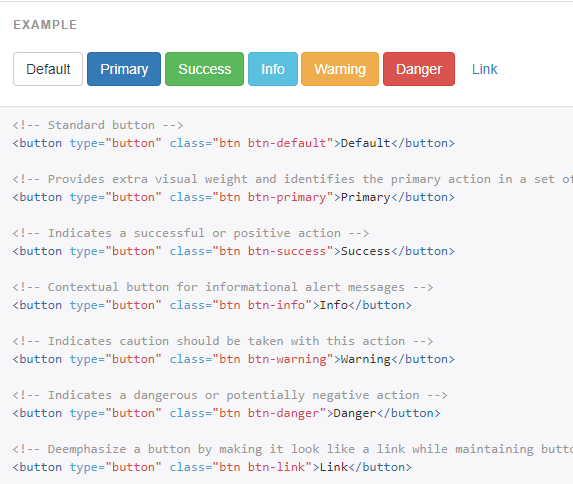 EXAMPLE
Default Primary Success Info Warning Danger Link
<!-- Standard button -->
<button type="button" class="btn btn-default">Default</button>
<!-- Provides extra visual weight and identifies the primary action in a set of
<button type="button" class="btn btn-primary">Primary</button>
<!-- Indicates a successful or positive action -->
<button type="button" class="btn btn-success">Success</button>
<!-- Contextual button for informational alert messages -->
<button type="button" class="btn btn-info">Info</button>
<!-- Indicates caution should be taken with this action -->
<button type="button" class="btn btn-warning">Warning</button>
<!-- Indicates a dangerous or potentially negative action -->
<button type="button" class="btn btn-danger">Danger</button>
<!-- Deemphasize a button by making it look like a link while maintaining butto
<button type="button" class="btn btn-link">Link</button>